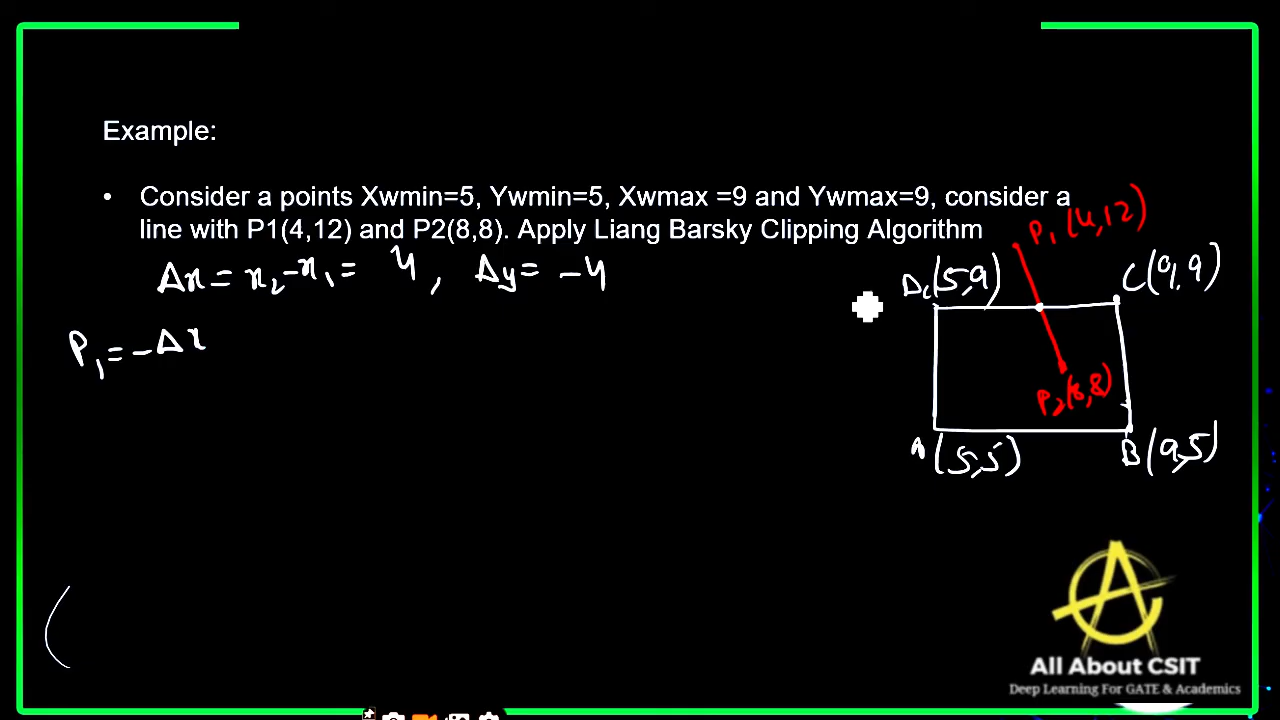 Example:
• Consider a points Xwmin=5, Ywmin=5, Xwmax =9 and Ywmax=9, consider a
line with P1(4,12) and P2(8,8). Apply Liang Barsky Clipping Algorithm
Δx = x₂-x₁ = 4, Δy = -4
P₁ = -Δx
P₁(4,12)
(5,9)
C(9,9)
P₂(8,8)
A(5,5)
B(9,5)
All About CSIT
Deep Learning For GATE & Academics